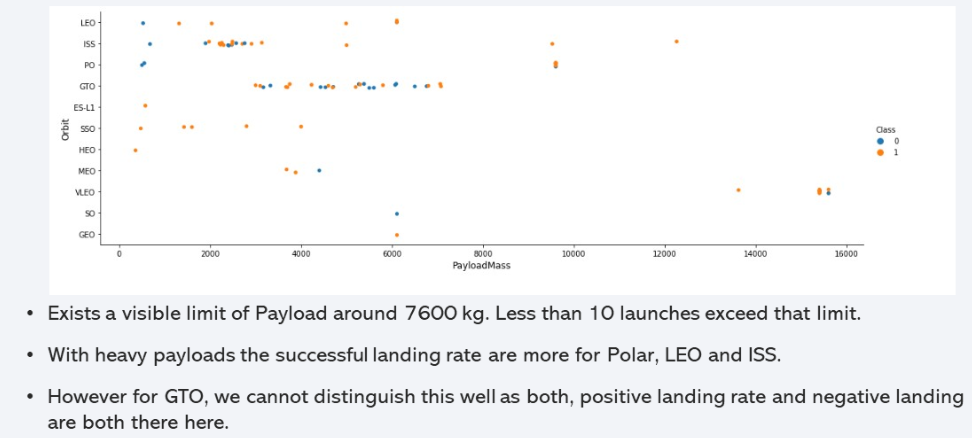 LEO
ISS
PO
GTO
ES-L1
SSO
HEO
MEO
VLEO
SO
GEO
Orbit
0 2000 4000 6000 8000 10000 12000 14000 16000
PayloadMass
Class
0
1
• Exists a visible limit of Payload around 7600 kg. Less than 10 launches exceed that limit.
• With heavy payloads the successful landing rate are more for Polar, LEO and ISS.
• However for GTO, we cannot distinguish this well as both, positive landing rate and negative landing
are both there here.